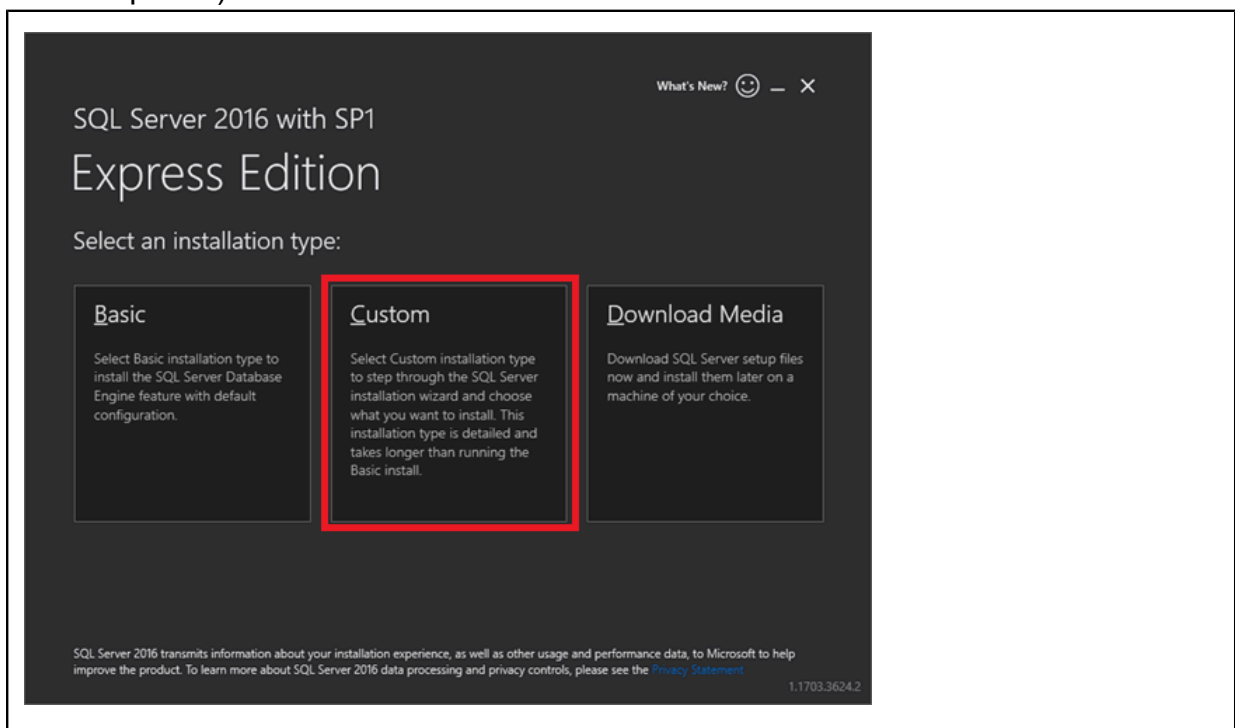 What's New?
SQL Server 2016 with SP1
Express Edition
Select an installation type:
Basic
Select Basic installation type to
install the SQL Server Database
Engine feature with default
configuration.
Custom
Select Custom installation type
to step through the SQL Server
installation wizard and choose
what you want to install. This
installation type is detailed and
takes longer than running the
Basic install.
Download Media
Download SQL Server setup files
now and install them later on a
machine of your choice.
SQL Server 2016 transmits information about your installation experience, as well as other usage and performance data, to Microsoft to help
improve the product. To learn more about SQL Server 2016 data processing and privacy controls, please see the Privacy Statement
1.1703.3624.2